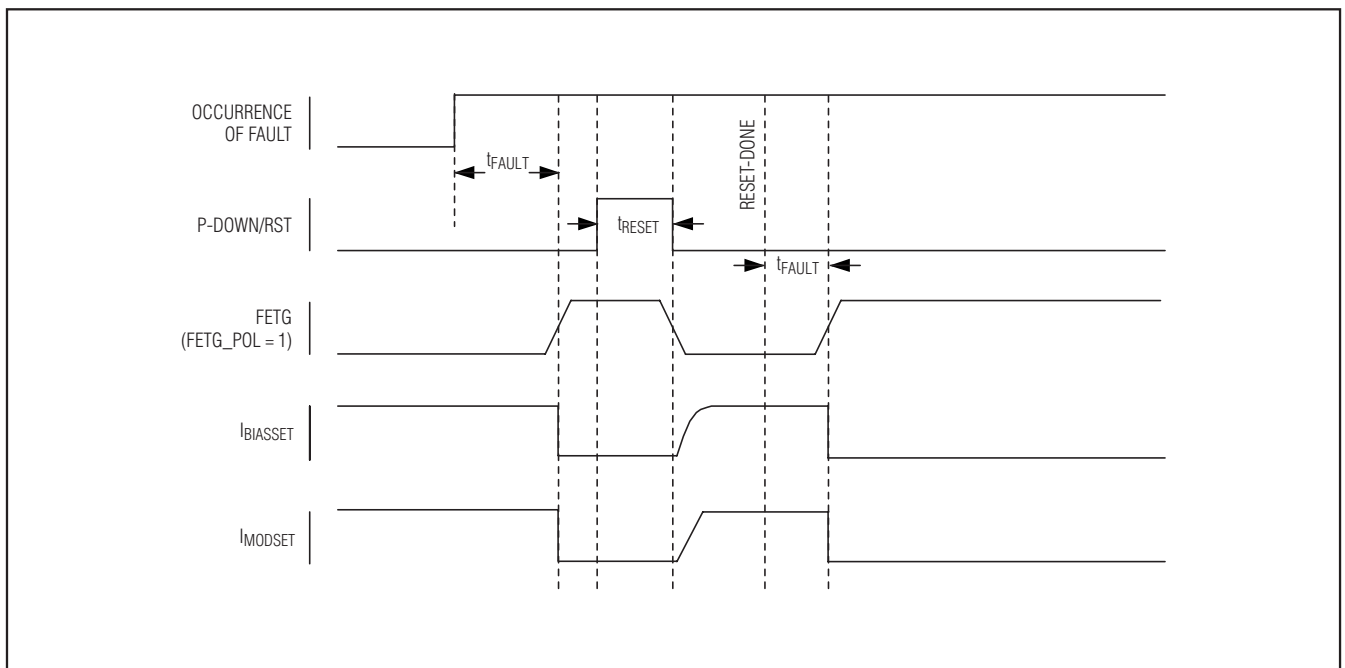 OCCURRENCE
OF FAULT
tFAULT
P-DOWN/RST
tRESET
RESET-DONE
tFAULT
FETG
(FETG_POL = 1)
IBIASSET
IMODSET